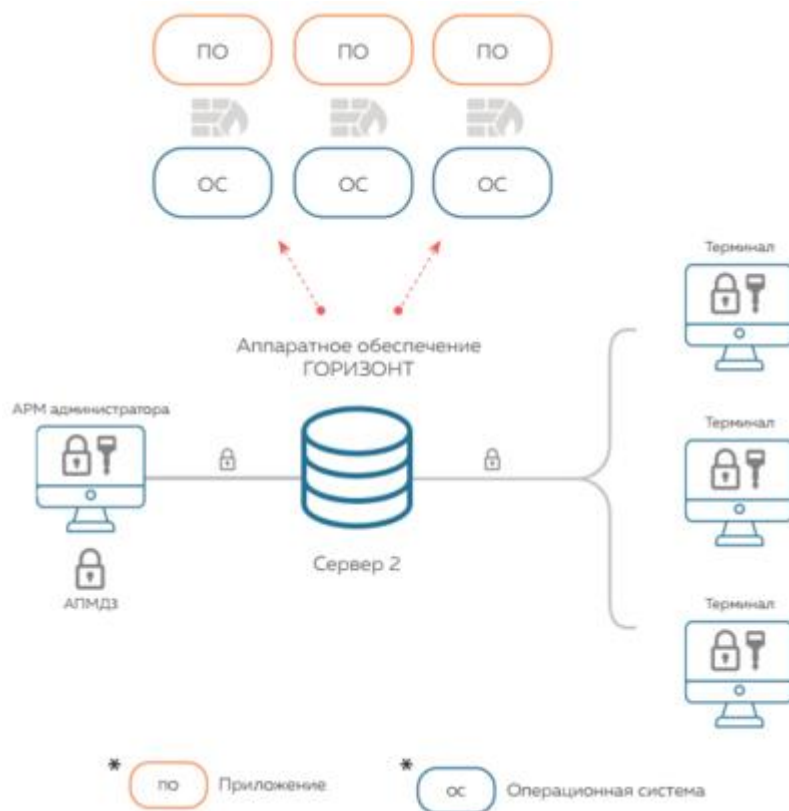 ПО ПО ПО
ОС ОС ОС
Терминал
Аппаратное обеспечение
ГОРИЗОНТ
АРМ администратора
Терминал
Сервер 2
АПМДЗ
Терминал
* ПО Приложение * ОС Операционная система